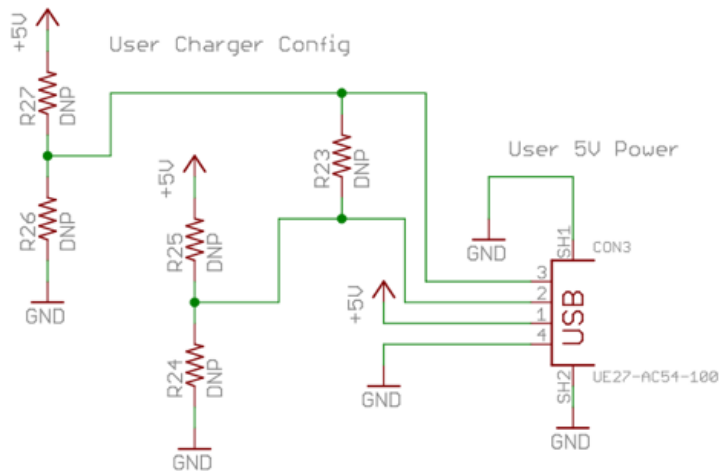 +5V
User Charger Config
R27
DNP
R26
DNP
GND
+5V
R25
DNP
R24
DNP
GND
R23
DNP
User 5V Power
GND
SH1
CON3
3
2
1
4
USB
+5V
GND
SH2
UE27-AC54-100
GND